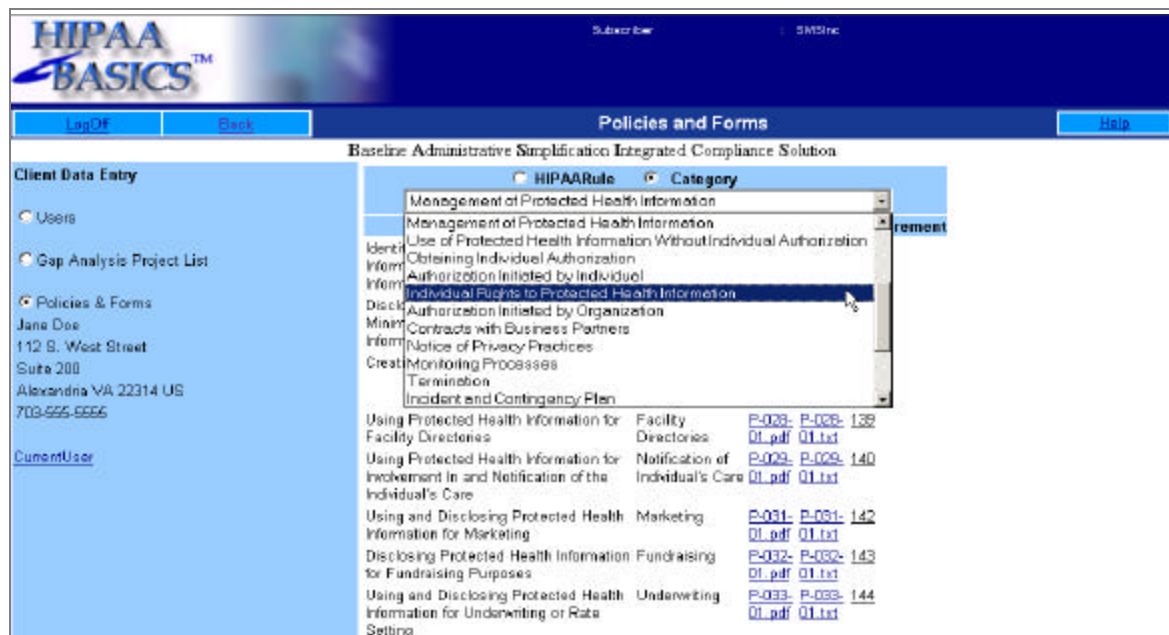 HIPAA
BASICS™
Subscriber : SMSInc
LogOff Back Policies and Forms Help
Baseline Administrative Simplification Integrated Compliance Solution
Client Data Entry
Users
Gap Analysis Project List
Policies & Forms
Jane Doe
112 S. West Street
Suite 200
Alexandria VA 22314 US
703-555-5555
CurrentUser
HIPAARule Category
Management of Protected Health Information
rement
Management of Protected Health Information
Use of Protected Health Information Without Individual Authorization
Obtaining Individual Authorization
Authorization Initiated by Individual
Individual Rights to Protected Health Information
Authorization Initiated by Organization
Contracts with Business Partners
Notice of Privacy Practices
Monitoring Processes
Termination
Incident and Contingency Plan
Identi
Inform
Inform
Disclo
Minim
Inform
Creati
Using Protected Health Information for Facility P-028- P-028- 139
Facility Directories Directories 01.pdf 01.txt
Using Protected Health Information for Notification of P-029- P-029- 140
Involvement In and Notification of the Individual's Care 01.pdf 01.txt
Individual's Care
Using and Disclosing Protected Health Marketing P-031- P-031- 142
Information for Marketing 01.pdf 01.txt
Disclosing Protected Health Information Fundraising P-032- P-032- 143
for Fundraising Purposes 01.pdf 01.txt
Using and Disclosing Protected Health Underwriting P-033- P-033- 144
Information for Underwriting or Rate 01.pdf 01.txt
Setting